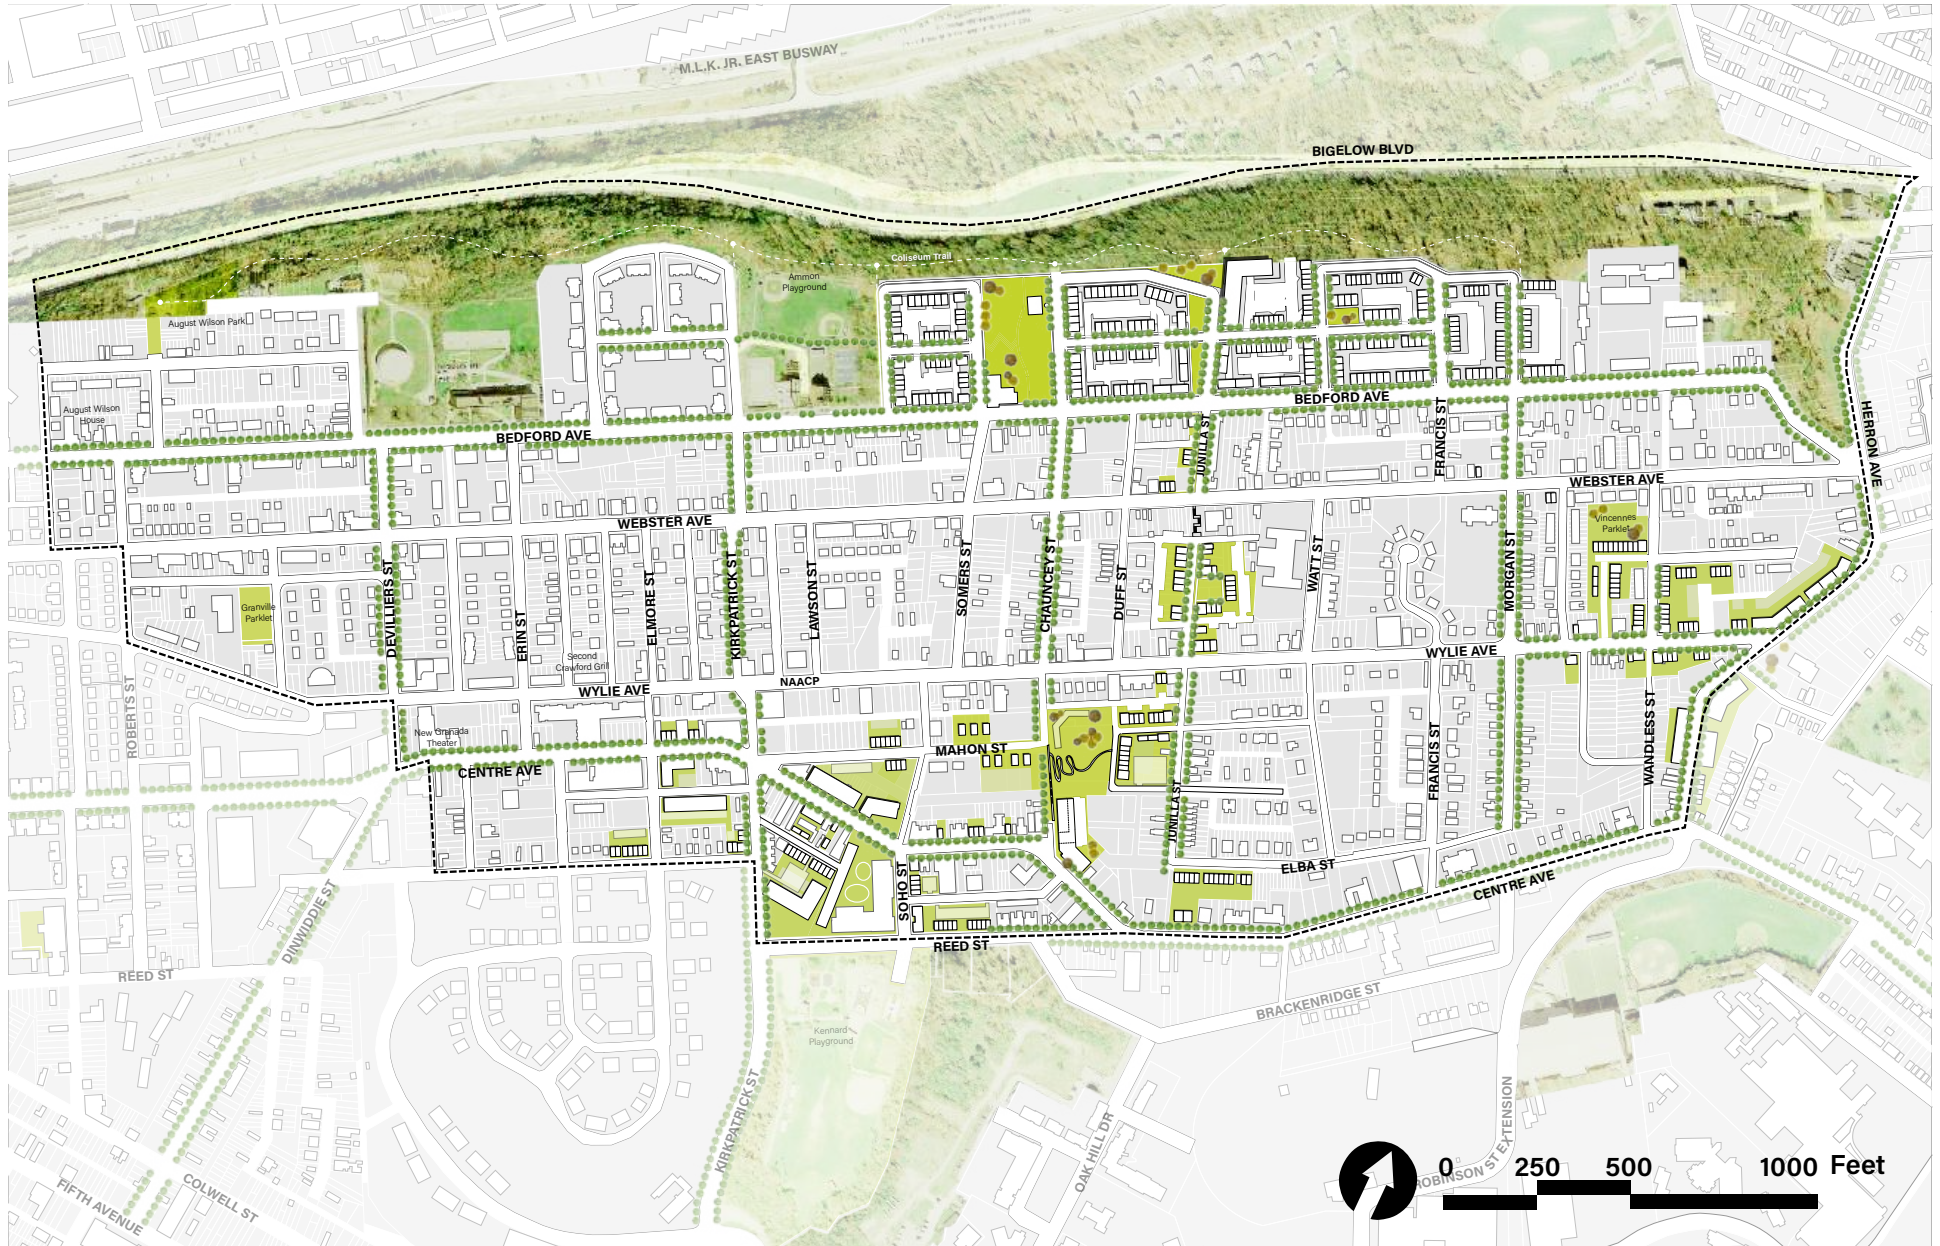 M.L.K. JR. EAST BUSWAY
BIGELOW BLVD
Coliseum Trail
Ammon
Playground
August Wilson Park
August Wilson
House
BEDFORD AVE
BEDFORD AVE
HERRON AVE
JUNILLA ST
FRANCIS ST
WEBSTER AVE
WEBSTER AVE
Vincennes
Parklet
DEVILLIERS ST
ERIN ST
ELMORE ST
KIRKPATRICK ST
LAWSON ST
SOMERS ST
CHAUNCEY ST
DUFF ST
WATT ST
MORGAN ST
Granville
Parklet
Second
Crawford Grill
WYLIE AVE
WYLIE AVE
NAACP
ROBERTS ST
New Granada
Theater
MAHON ST
CENTRE AVE
FRANCIS ST
WANDLESS ST
JUNILLA ST
ELBA ST
CENTRE AVE
SOHO ST
DINWIDDIE ST
REED ST
REED ST
BRACKENRIDGE ST
Kennard
Playground
KIRKPATRICK ST
OAK HILL DR
ROBINSON ST EXTENSION
COLWELL ST
FIFTH AVENUE
0 250 500 1000 Feet